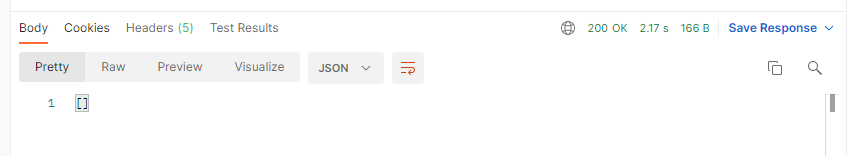 Body Cookies Headers (5) Test Results 200 OK 2.17 s 166 B Save Response
Pretty Raw Preview Visualize JSON
1 []